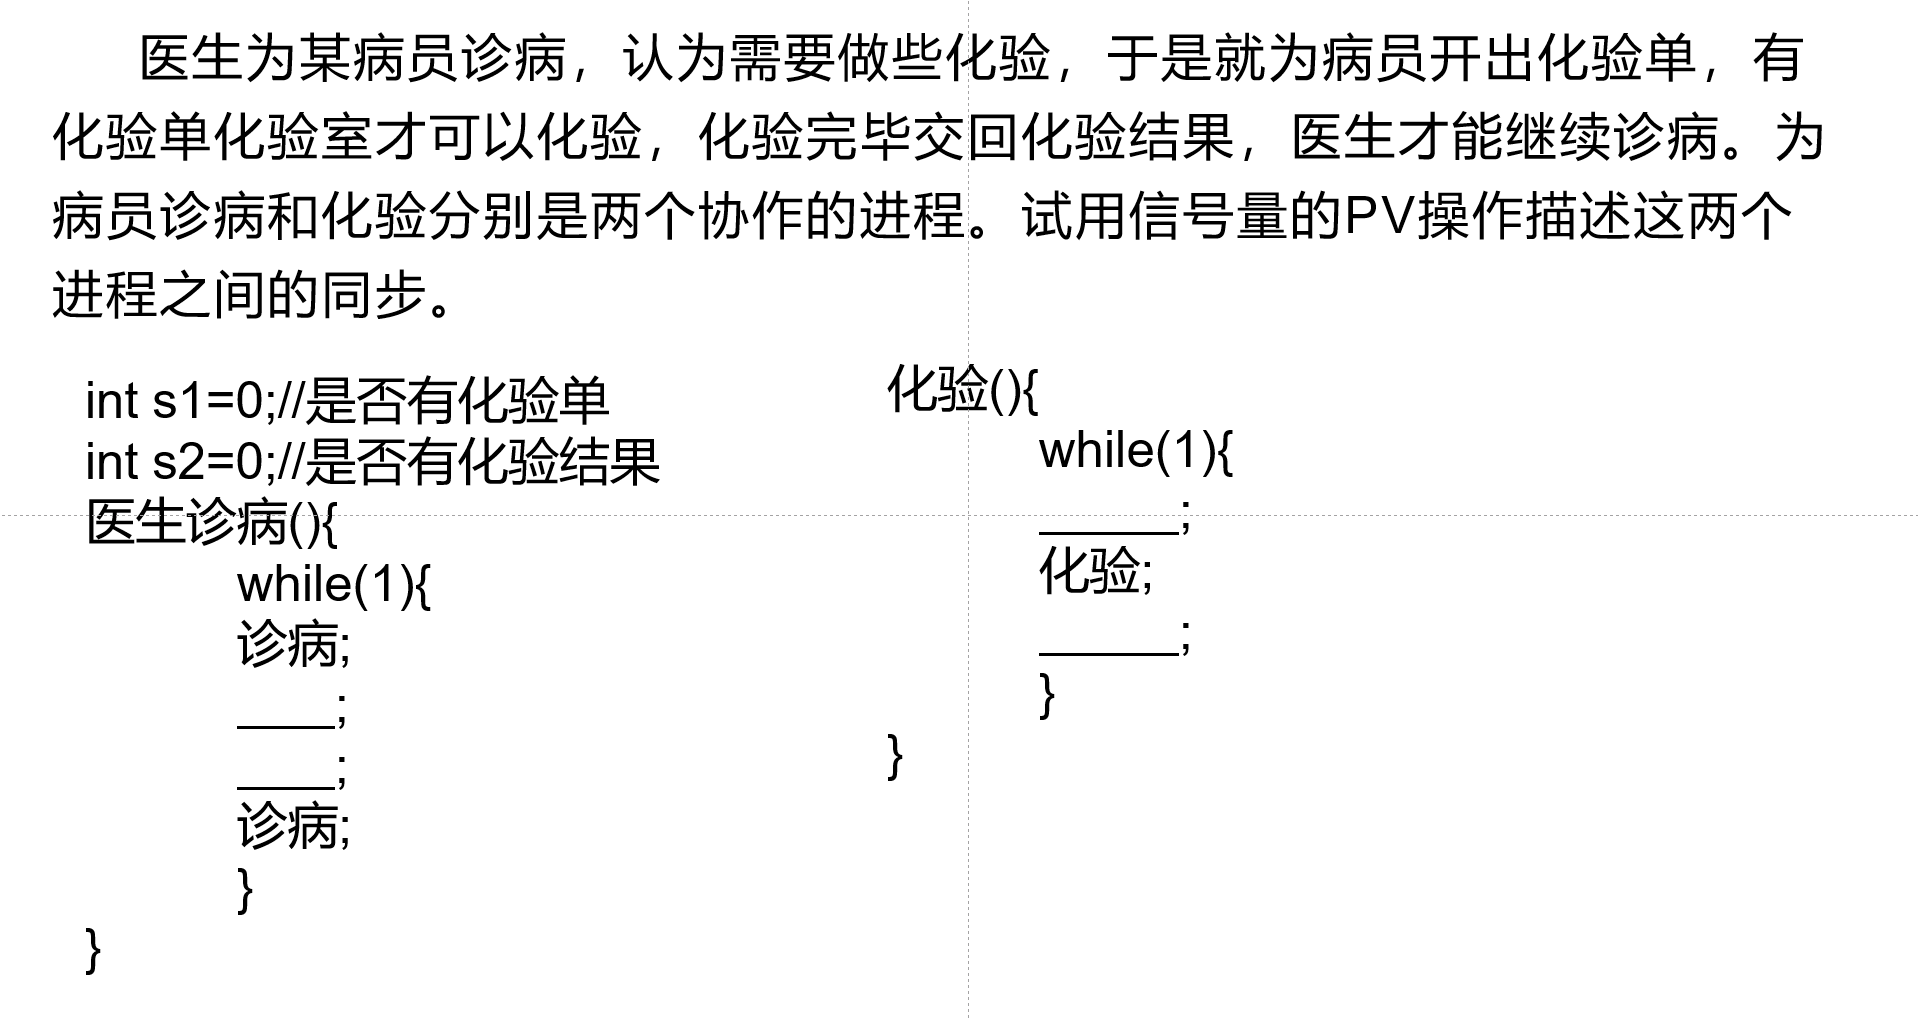 医生为某病员诊病，认为需要做些化验，于是就为病员开出化验单，有
化验单化验室才可以化验，化验完毕交回化验结果，医生才能继续诊病。为
病员诊病和化验分别是两个协作的进程。试用信号量的PV操作描述这两个
进程之间的同步。
int s1=0;//是否有化验单
int s2=0;//是否有化验结果
医生诊病(){
while(1){
诊病;
____;
____;
诊病;
}
}
化验(){
while(1){
______;
化验;
______;
}
}